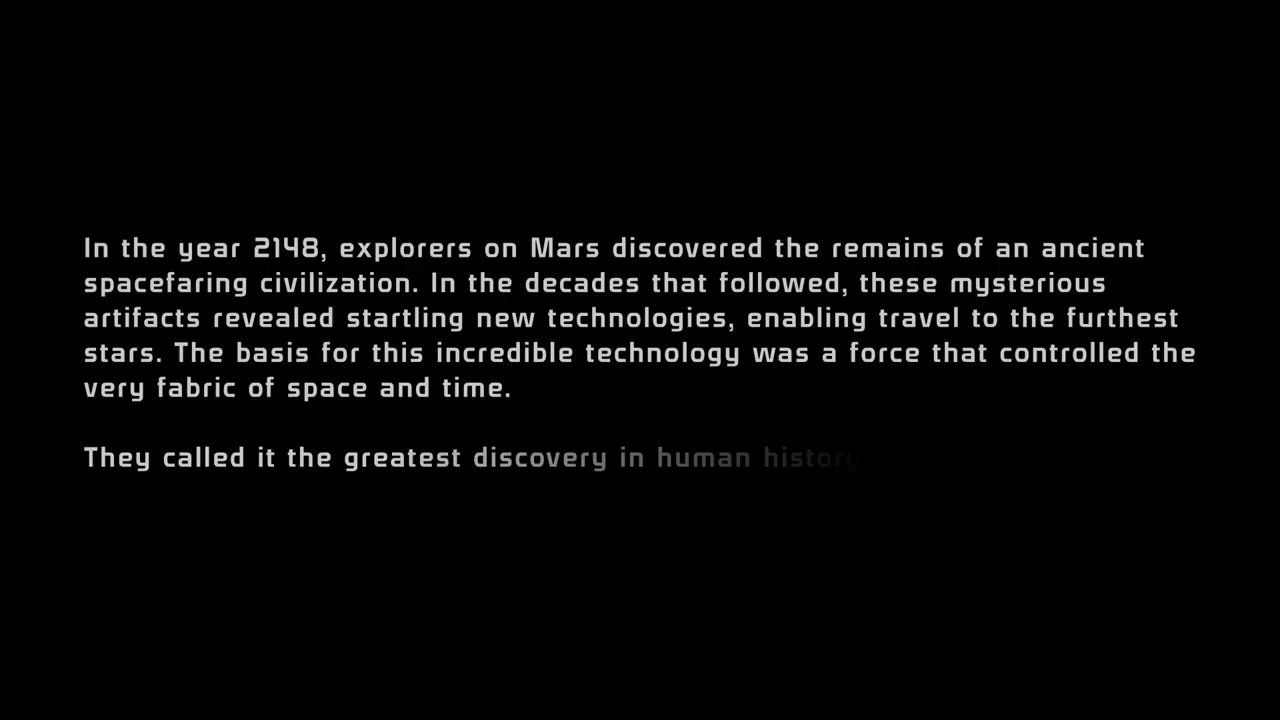 In the year 2148, explorers on Mars discovered the remains of an ancient
spacefaring civilization. In the decades that followed, these mysterious
artifacts revealed startling new technologies, enabling travel to the furthest
stars. The basis for this incredible technology was a force that controlled the
very fabric of space and time.
They called it the greatest discovery in human history